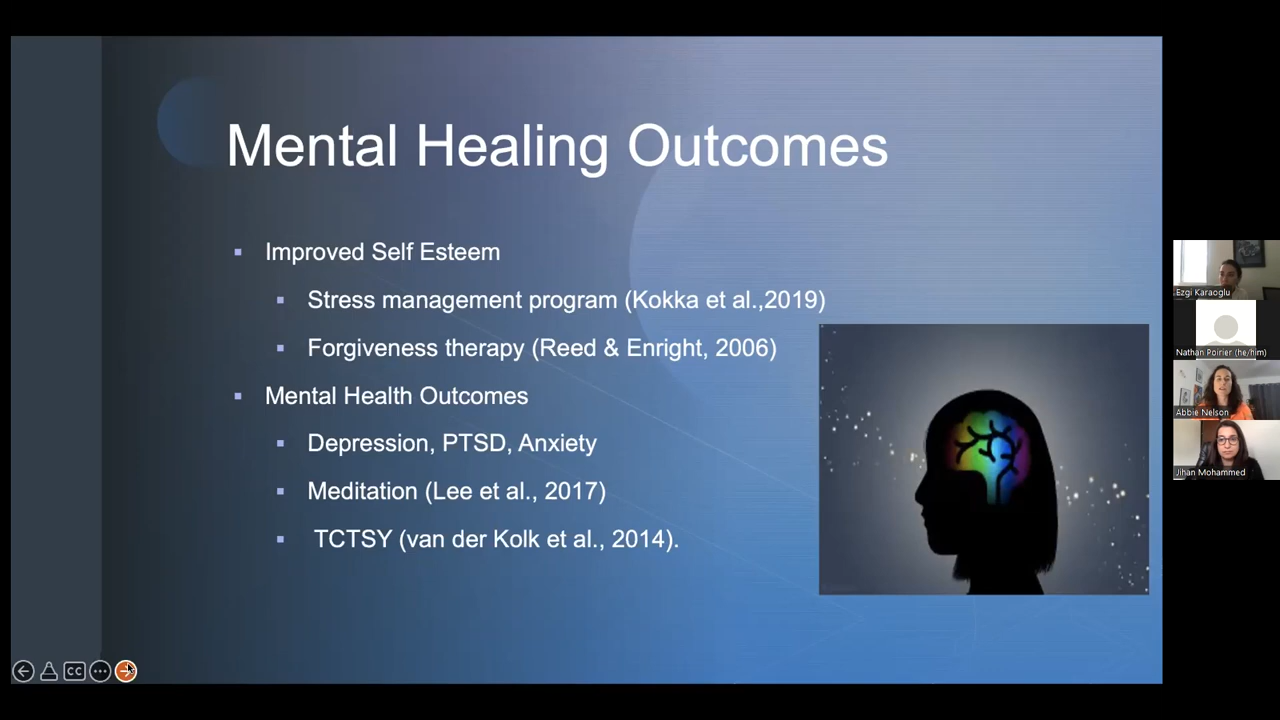 Mental Healing Outcomes
Improved Self Esteem
Stress management program (Kokka et al.,2019)
Forgiveness therapy (Reed & Enright, 2006)
Mental Health Outcomes
Depression, PTSD, Anxiety
Meditation (Lee et al., 2017)
TCTSY (van der Kolk et al., 2014).
CC
Ezgi Karaoglu
Nathan Poirier (he/him)
Abbie Nelson
Jihan Mohammed